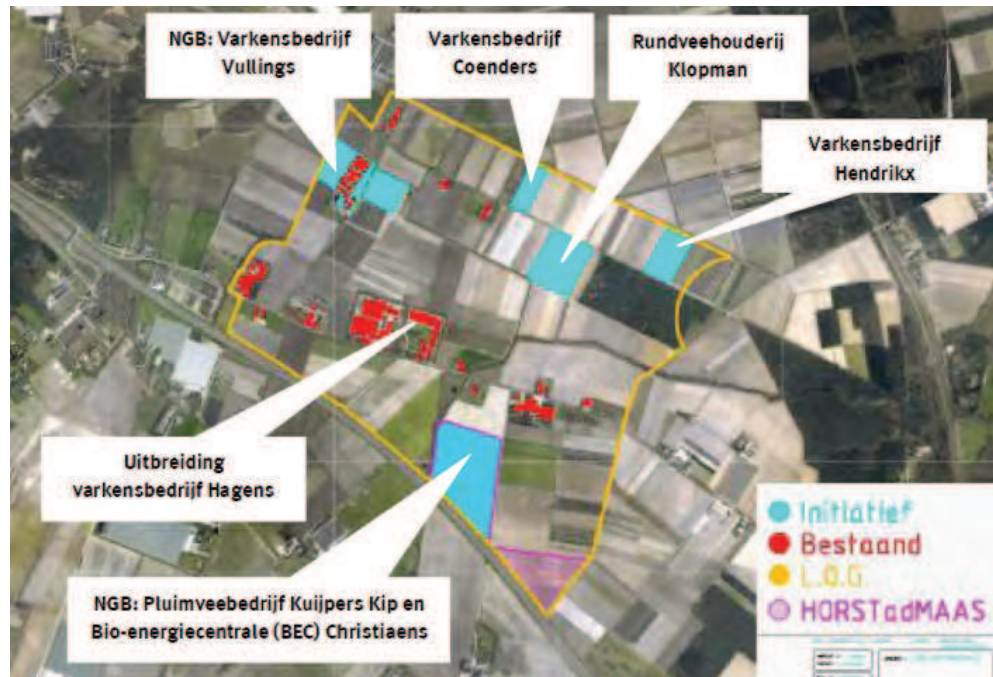 NGB: Varkensbedrijf
Vullings
Varkensbedrijf
Coenders
Rundveehouderij
Klopman
Varkensbedrijf
Hendrikx
Uitbreiding
varkensbedrijf Hagens
NGB: Pluimveebedrijf Kuijpers Kip en
Bio-energiecentrale (BEC) Christiaens
Initiatief
Bestaand
L.O.G.
HORSTadMAAS